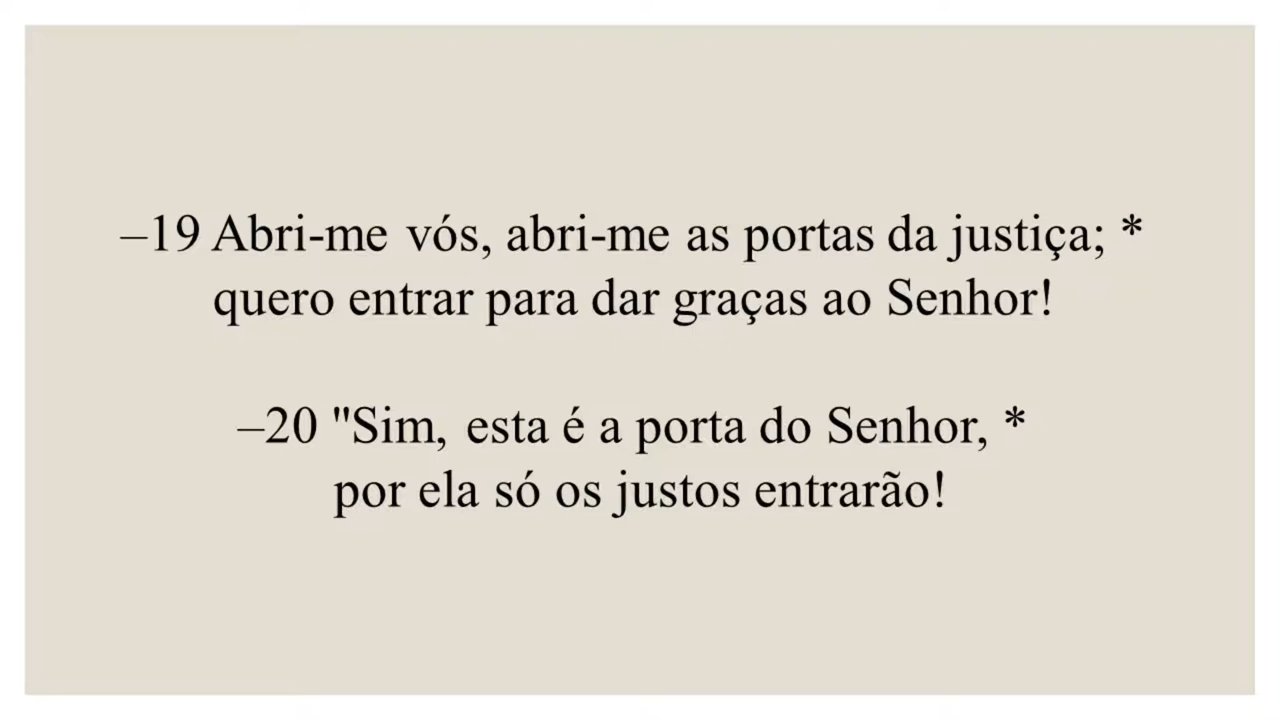 –19 Abri-me vós, abri-me as portas da justiça; *
quero entrar para dar graças ao Senhor!
–20 "Sim, esta é a porta do Senhor, *
por ela só os justos entrarão!